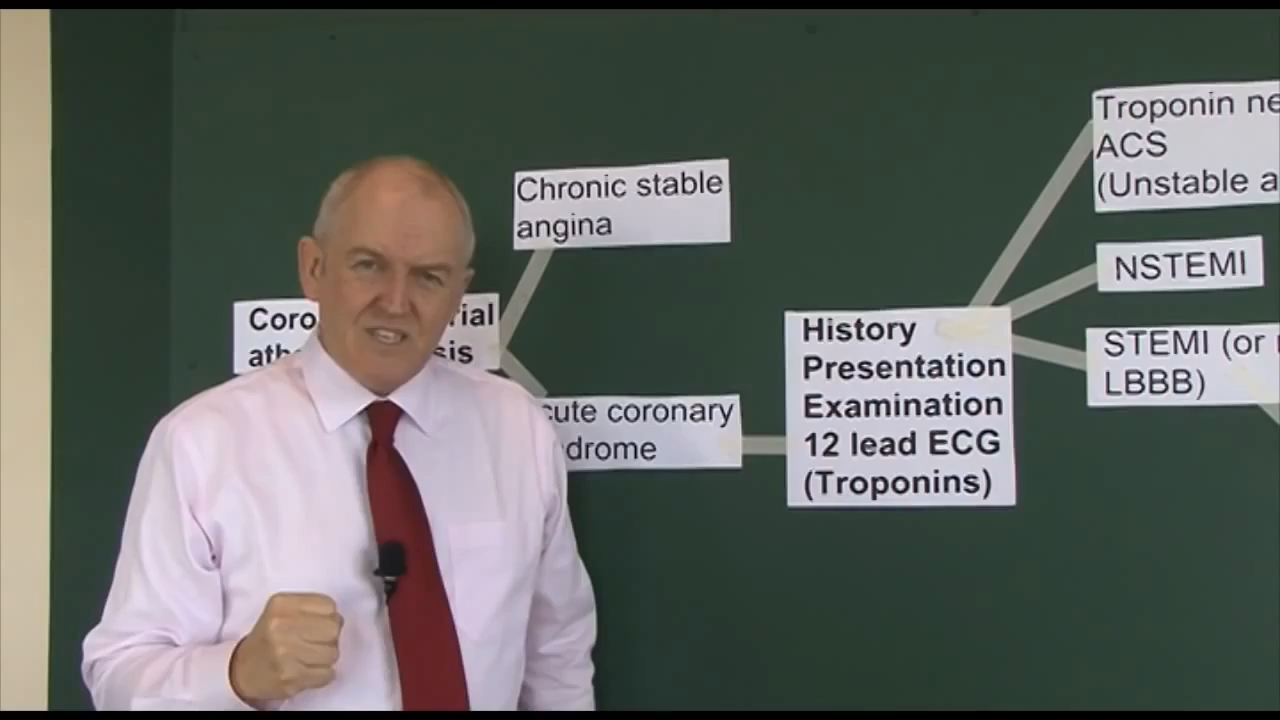 Chronic stable
angina
Coro rial
ath sis
cute coronary
drome
History
Presentation
Examination
12 lead ECG
(Troponins)
Troponin ne
ACS
(Unstable a
NSTEMI
STEMI (or
LBBB)